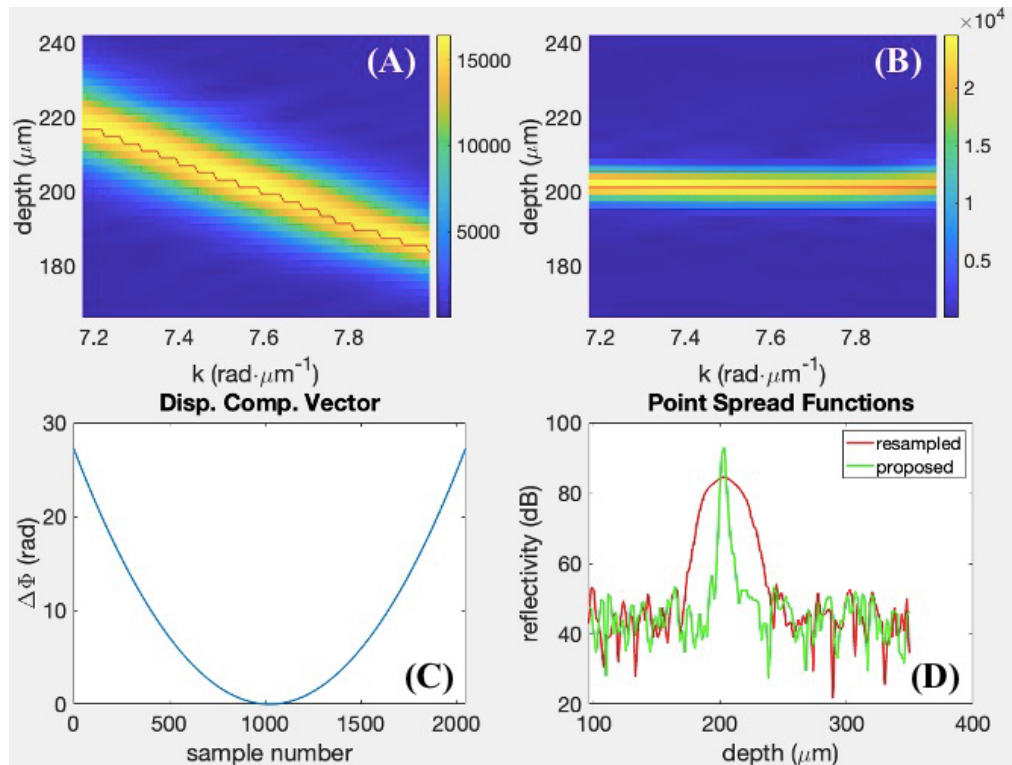 (A)
240
220
200
180
depth (μm)
7.2 7.4 7.6 7.8
k (rad·μm⁻¹)
15000
10000
5000
(B)
240
220
200
180
depth (μm)
7.2 7.4 7.6 7.8
k (rad·μm⁻¹)
×10⁴
2
1.5
1
0.5
Disp. Comp. Vector
30
20
10
0
ΔΦ (rad)
0 500 1000 1500 2000
sample number
(C)
Point Spread Functions
100
80
60
40
20
reflectivity (dB)
resampled
proposed
100 200 300 400
depth (μm)
(D)